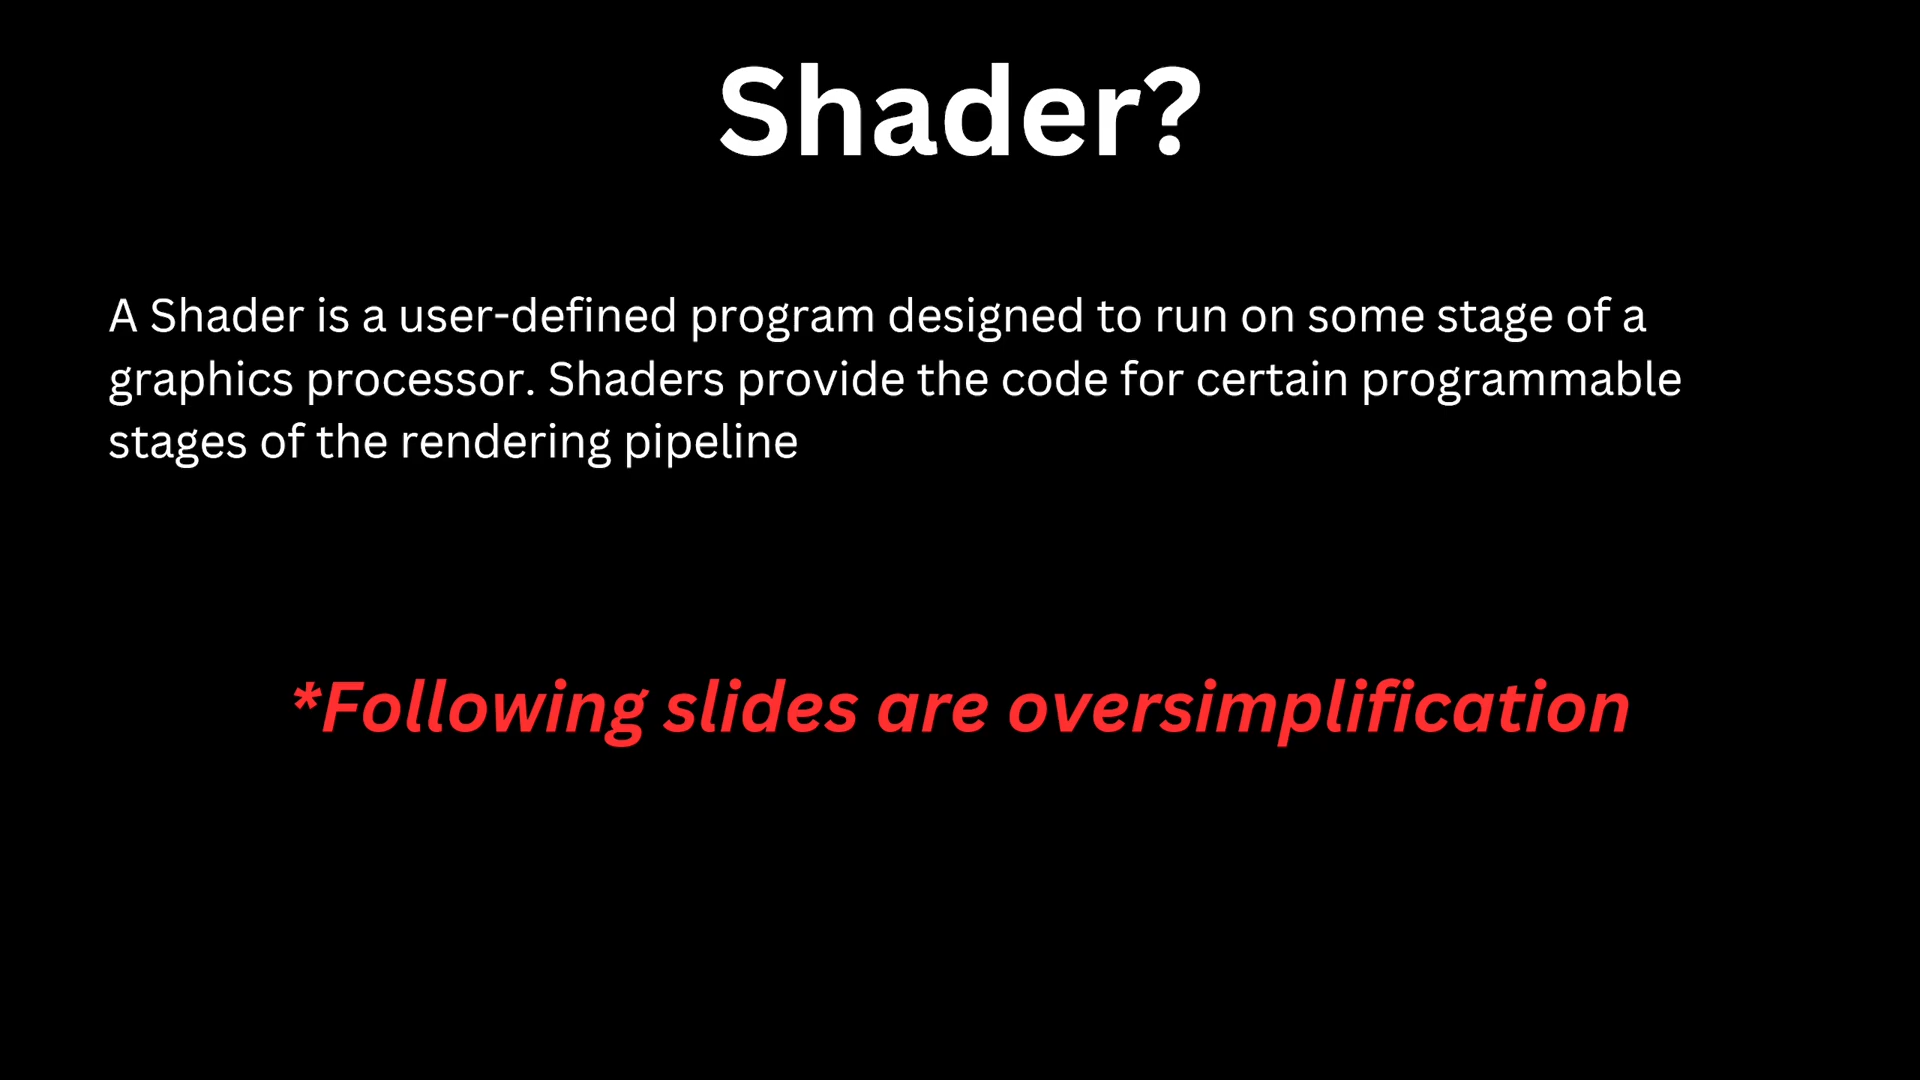 Shader?
A Shader is a user-defined program designed to run on some stage of a
graphics processor. Shaders provide the code for certain programmable
stages of the rendering pipeline
*Following slides are oversimplification